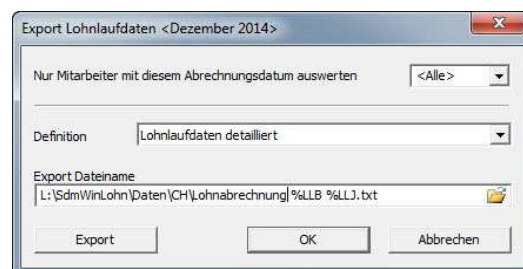 Export Lohnlaufdaten <Dezember 2014>
Nur Mitarbeiter mit diesem Abrechnungsdatum auswerten <Alle>
Definition Lohnlaufdaten detailliert
Export Dateiname
L:\SdmWinLohn\Daten\CH\Lohnabrechnung %LLB %LLJ.txt
Export OK Abbrechen